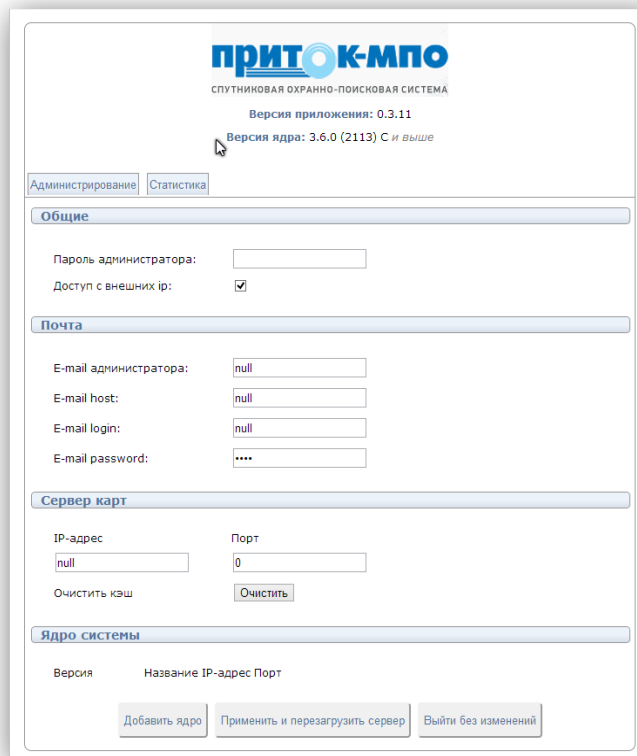 ПРИТОК-МПО
СПУТНИКОВАЯ ОХРАННО-ПОИСКОВАЯ СИСТЕМА
Версия приложения: 0.3.11
Версия ядра: 3.6.0 (2113) C и выше
Администрирование Статистика
Общие
Пароль администратора:
Доступ с внешних ip:
Почта
E-mail администратора: null
E-mail host: null
E-mail login: null
E-mail password: ••••
Сервер карт
IP-адрес Порт
null 0
Очистить кэш Очистить
Ядро системы
Версия Название IP-адрес Порт
Добавить ядро Применить и перезагрузить сервер Выйти без изменений